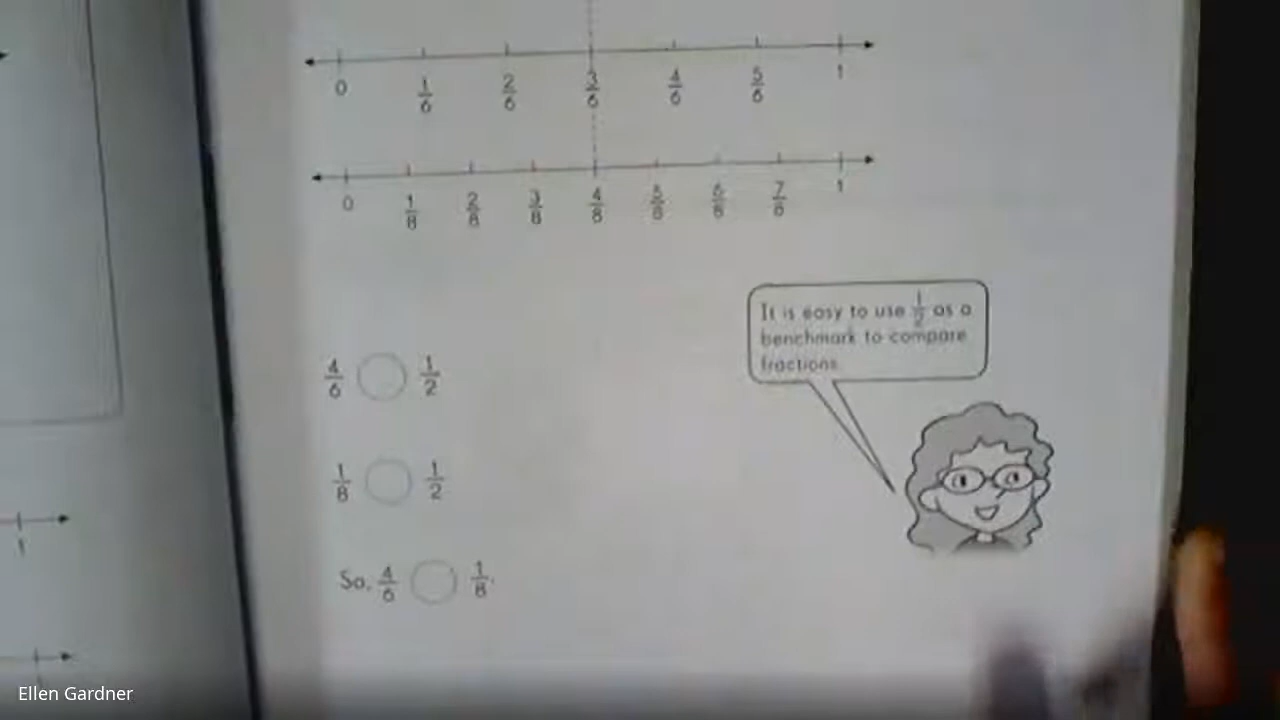 0 1/6 2/6 3/6 4/6 5/6 1
0 1/8 2/8 3/8 4/8 5/8 6/8 7/8 1
It is easy to use 1/2 as a
benchmark to compare
fractions.
4/6 ○ 1/2
1/8 ○ 1/2
So, 4/6 ○ 1/8.
1
Ellen Gardner